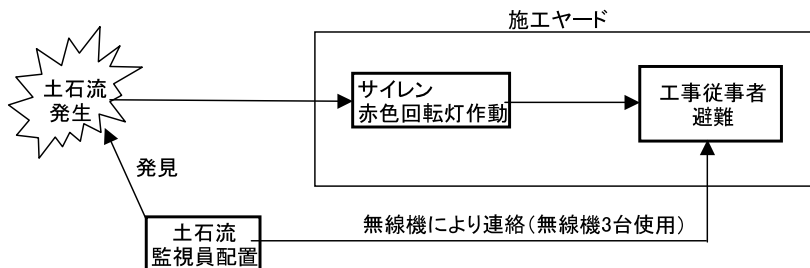 施工ヤード
土石流
発生
サイレン
赤色回転灯作動
工事従事者
避難
発見
土石流
監視員配置
無線機により連絡(無線機3台使用)